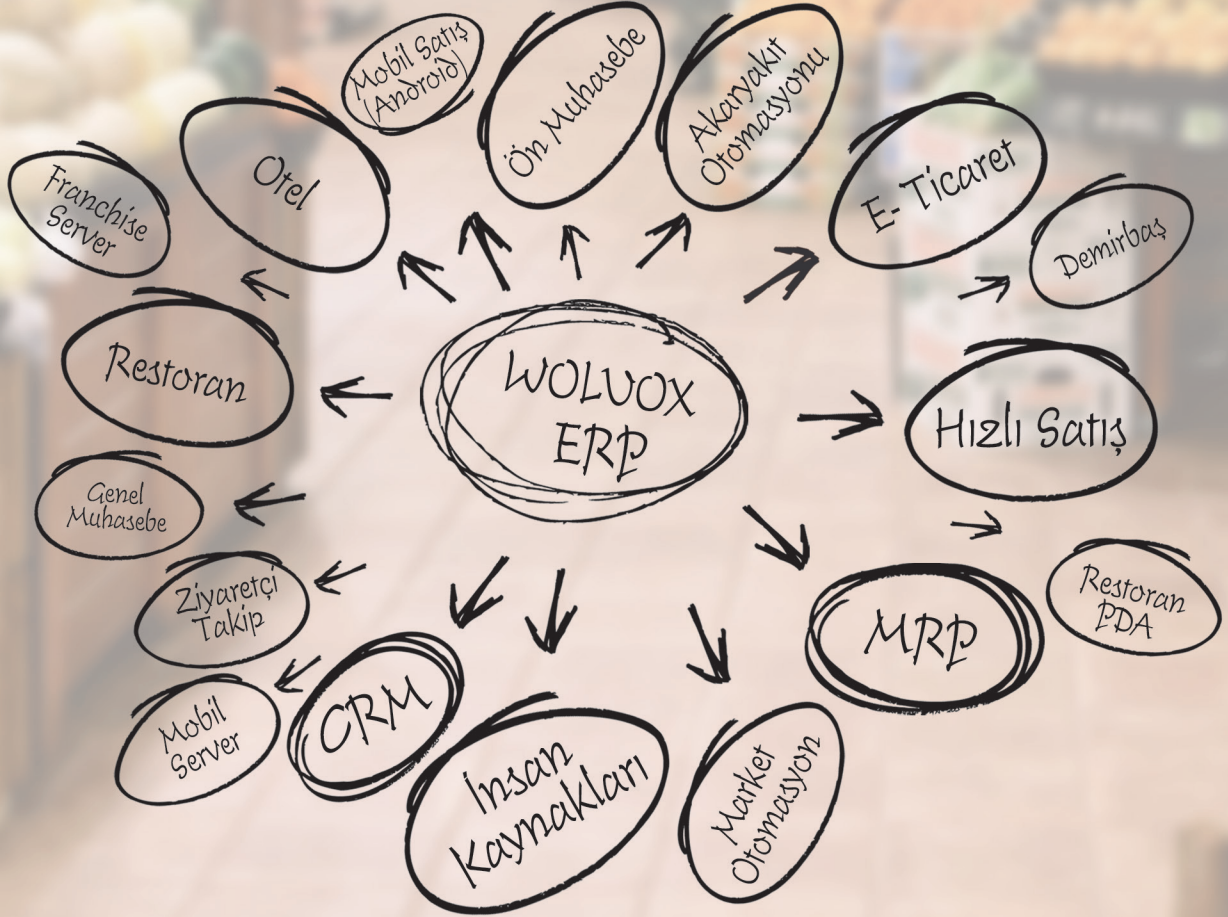 Mobil Satış
(Android)
Ön Muhasebe
Akaryakıt
Otomasyonu
Otel
E- Ticaret
Franchise
Server
Demirbaş
Restoran
WOLVOX
ERP
Hızlı Satış
Genel
Muhasebe
Ziyaretçi
Takip
MRP
Restoran
PDA
Mobil
Server
CRM
İnsan
Kaynakları
Market
Otomasyon